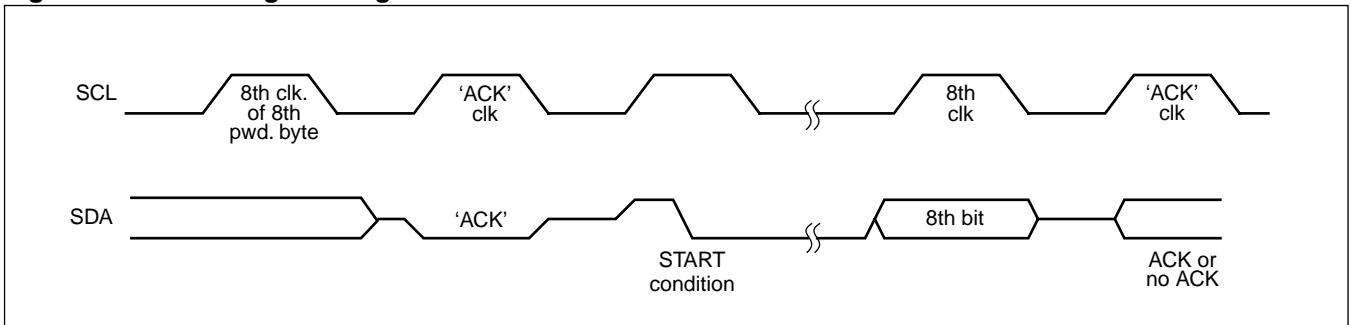 SCL
8th clk.
of 8th
pwd. byte
'ACK'
clk
8th
clk
'ACK'
clk
SDA
'ACK'
START
condition
8th bit
ACK or
no ACK